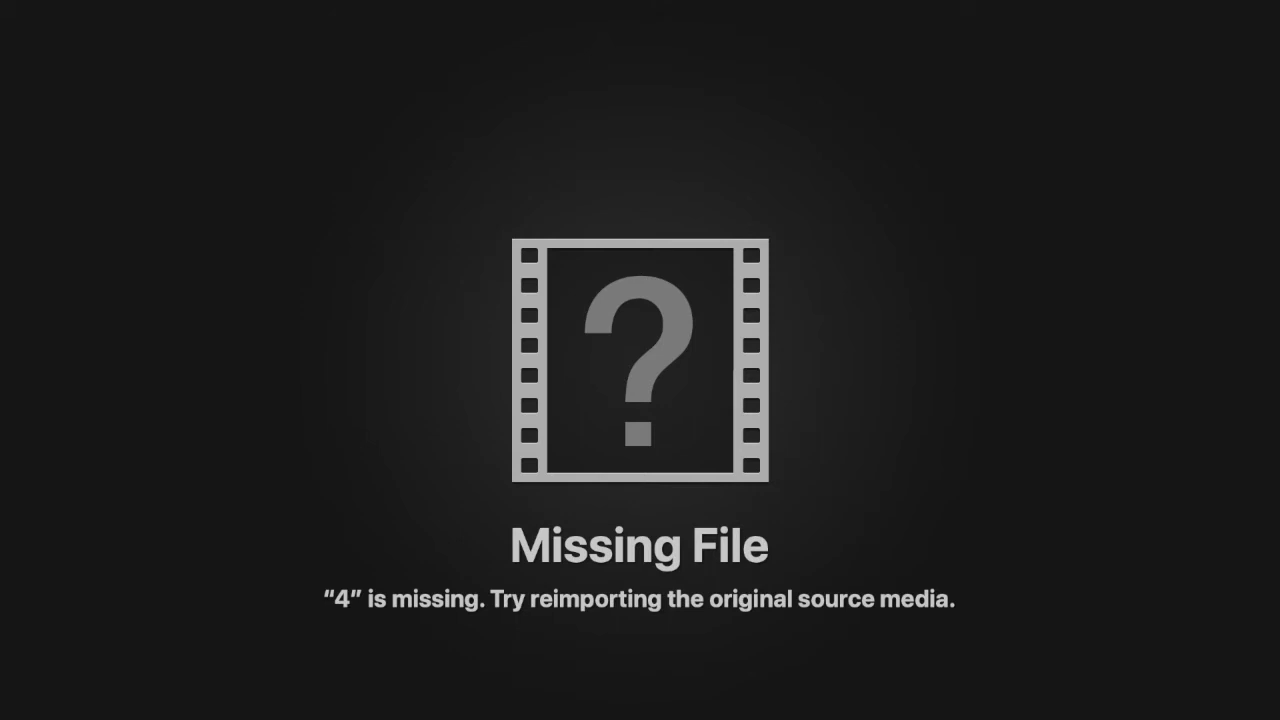 ?
Missing File
“4” is missing. Try reimporting the original source media.